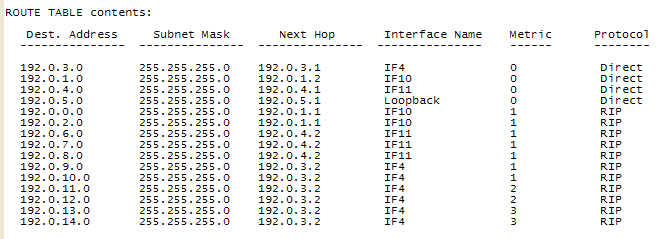 ROUTE TABLE contents:
Dest. Address Subnet Mask Next Hop Interface Name Metric Protocol
--------------- --------------- --------------- --------------- ------ --------
192.0.3.0 255.255.255.0 192.0.3.1 IF4 0 Direct
192.0.1.0 255.255.255.0 192.0.1.2 IF10 0 Direct
192.0.4.0 255.255.255.0 192.0.4.1 IF11 0 Direct
192.0.5.0 255.255.255.0 192.0.5.1 Loopback 0 Direct
192.0.0.0 255.255.255.0 192.0.1.1 IF10 1 RIP
192.0.2.0 255.255.255.0 192.0.1.1 IF10 1 RIP
192.0.6.0 255.255.255.0 192.0.4.2 IF11 1 RIP
192.0.7.0 255.255.255.0 192.0.4.2 IF11 1 RIP
192.0.8.0 255.255.255.0 192.0.4.2 IF11 1 RIP
192.0.9.0 255.255.255.0 192.0.3.2 IF4 1 RIP
192.0.10.0 255.255.255.0 192.0.3.2 IF4 1 RIP
192.0.11.0 255.255.255.0 192.0.3.2 IF4 2 RIP
192.0.12.0 255.255.255.0 192.0.3.2 IF4 2 RIP
192.0.13.0 255.255.255.0 192.0.3.2 IF4 3 RIP
192.0.14.0 255.255.255.0 192.0.3.2 IF4 3 RIP